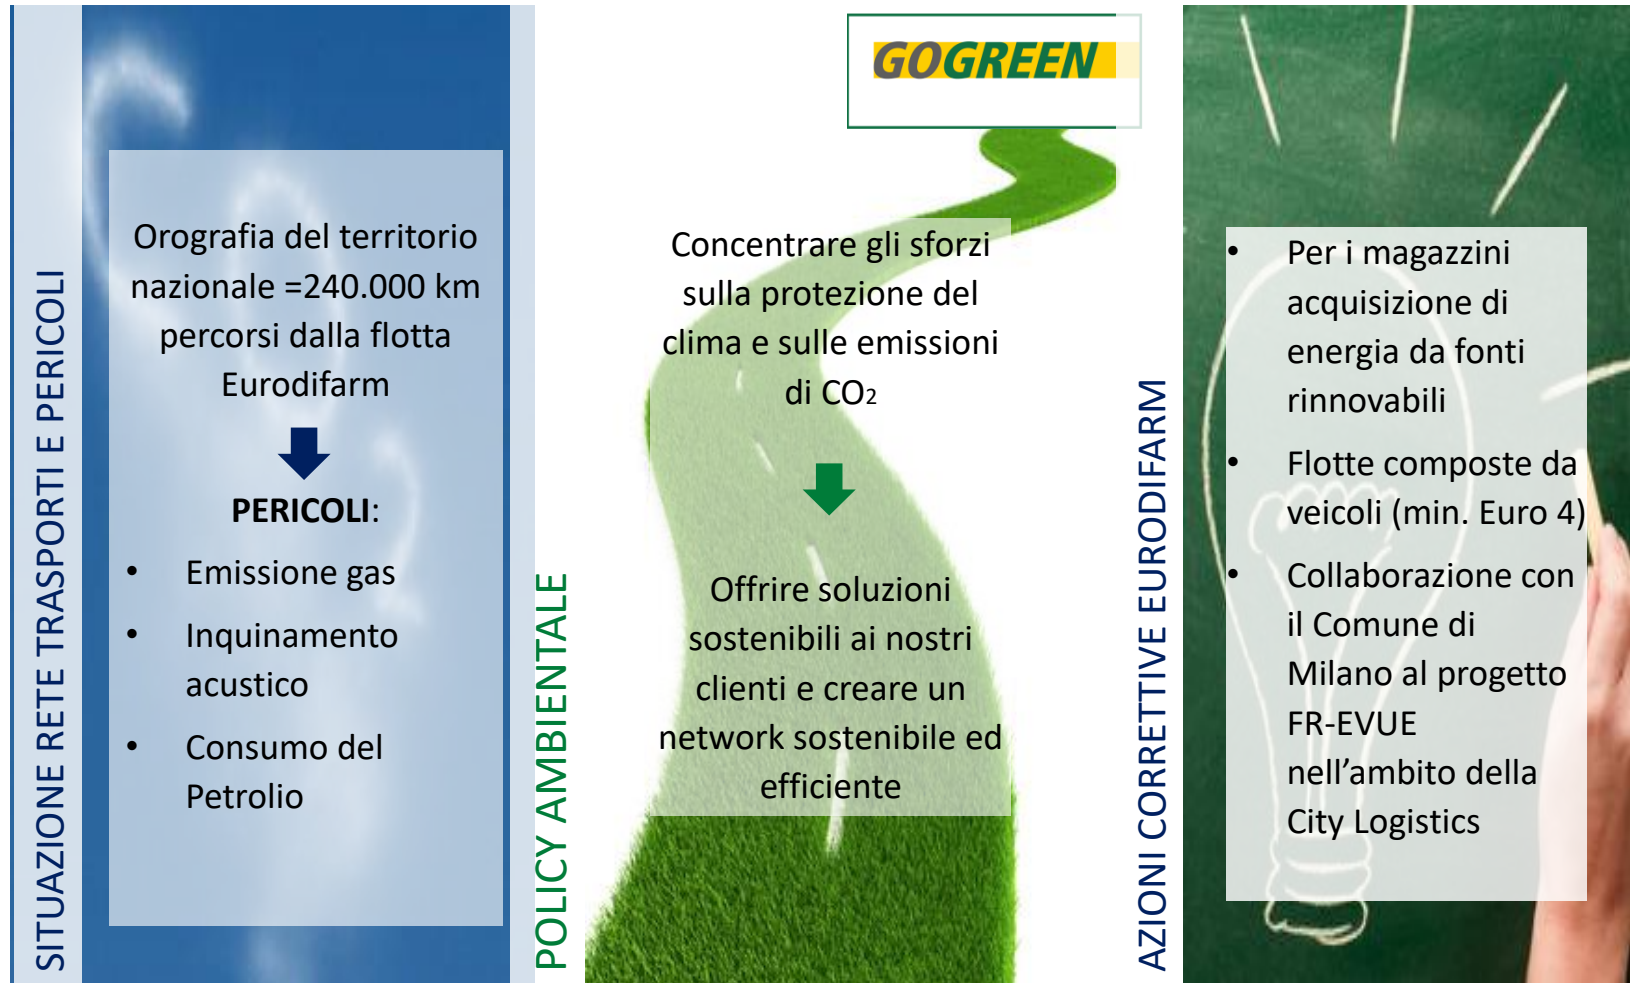 SITUAZIONE RETE TRASPORTI E PERICOLI
Orografia del territorio
nazionale =240.000 km
percorsi dalla flotta
Eurodifarm
PERICOLI:
• Emissione gas
• Inquinamento
acustico
• Consumo del
Petrolio
POLICY AMBIENTALE
GOGREEN
Concentrare gli sforzi
sulla protezione del
clima e sulle emissioni
di CO2
Offrire soluzioni
sostenibili ai nostri
clienti e creare un
network sostenibile ed
efficiente
AZIONI CORRETTIVE EURODIFARM
• Per i magazzini
acquisizione di
energia da fonti
rinnovabili
• Flotte composte da
veicoli (min. Euro 4)
• Collaborazione con
il Comune di
Milano al progetto
FR-EVUE
nell’ambito della
City Logistics